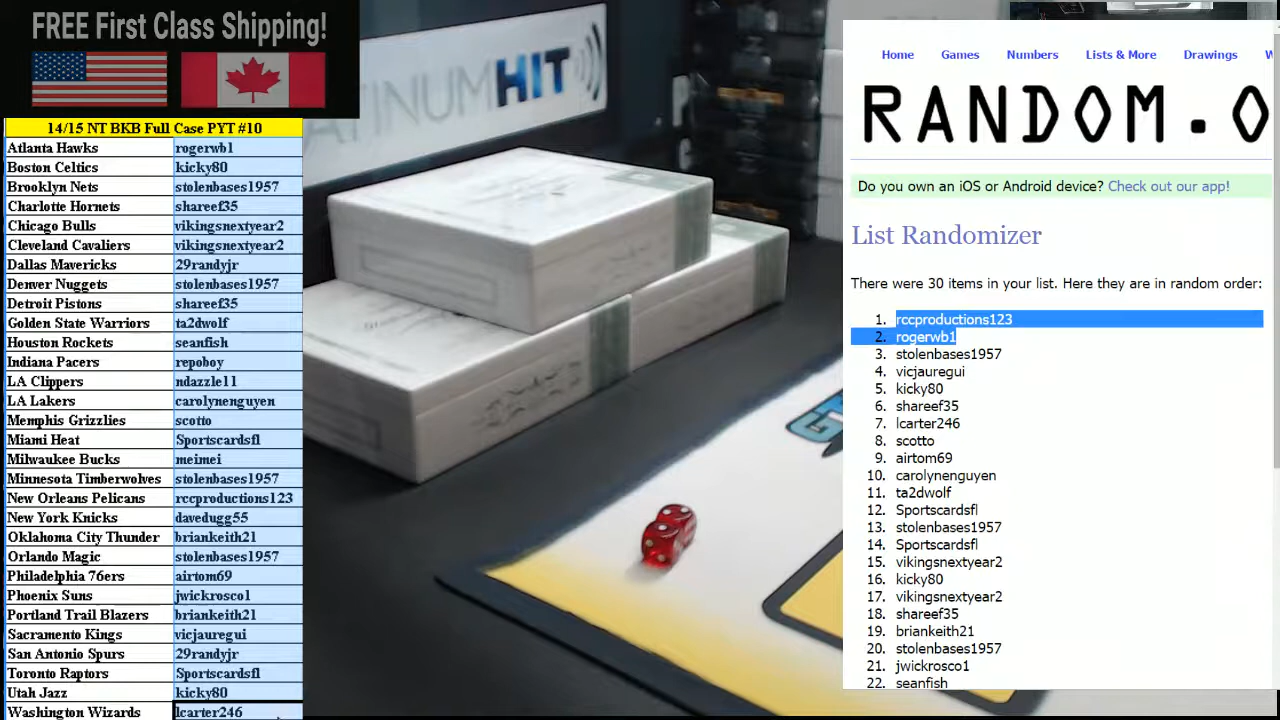 FREE First Class Shipping!
14/15 NT BKB Full Case PYT #10
Atlanta Hawks rogerwb1
Boston Celtics kicky80
Brooklyn Nets stolenbases1957
Charlotte Hornets shareef35
Chicago Bulls vikingsnextyear2
Cleveland Cavaliers vikingsnextyear2
Dallas Mavericks 29randyjr
Denver Nuggets stolenbases1957
Detroit Pistons shareef35
Golden State Warriors ta2dwolf
Houston Rockets seanfish
Indiana Pacers repoboy
LA Clippers ndazzle11
LA Lakers carolynenguyen
Memphis Grizzlies scotto
Miami Heat Sportscardsfl
Milwaukee Bucks meimei
Minnesota Timberwolves stolenbases1957
New Orleans Pelicans rccproductions123
New York Knicks davedugg55
Oklahoma City Thunder briankeith21
Orlando Magic stolenbases1957
Philadelphia 76ers airtom69
Phoenix Suns jwickrosco1
Portland Trail Blazers briankeith21
Sacramento Kings vicjauregui
San Antonio Spurs 29randyjr
Toronto Raptors Sportscardsfl
Utah Jazz kicky80
Washington Wizards lcarter246
ATINUMHIT
Home Games Numbers Lists & More Drawings W
RANDOM.O
Do you own an iOS or Android device? Check out our app!
List Randomizer
There were 30 items in your list. Here they are in random order:
1. rccproductions123
2. rogerwb1
3. stolenbases1957
4. vicjauregui
5. kicky80
6. shareef35
7. lcarter246
8. scotto
9. airtom69
10. carolynenguyen
11. ta2dwolf
12. Sportscardsfl
13. stolenbases1957
14. Sportscardsfl
15. vikingsnextyear2
16. kicky80
17. vikingsnextyear2
18. shareef35
19. briankeith21
20. stolenbases1957
21. jwickrosco1
22. seanfish